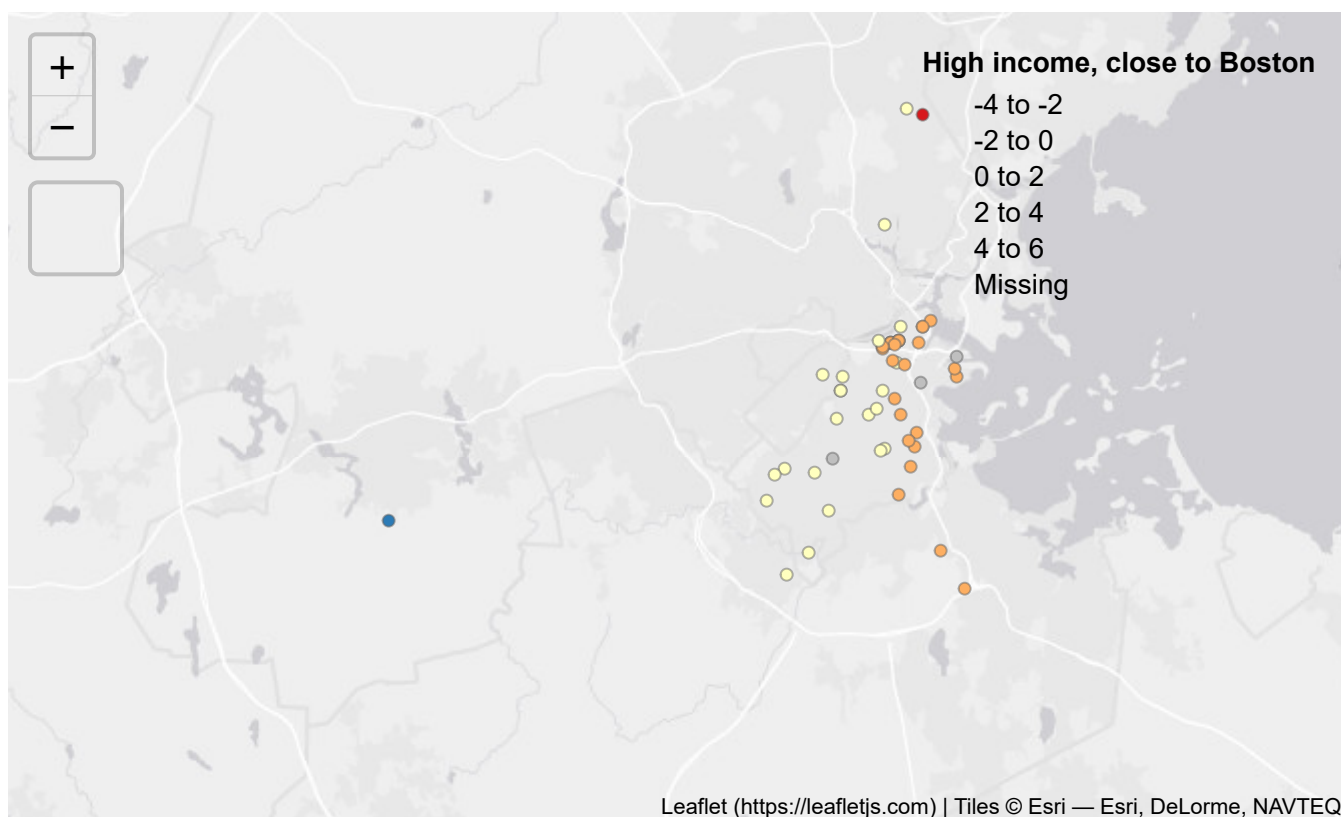 +
−
High income, close to Boston
-4 to -2
-2 to 0
0 to 2
2 to 4
4 to 6
Missing
Leaflet (https://leafletjs.com) | Tiles © Esri — Esri, DeLorme, NAVTEQ